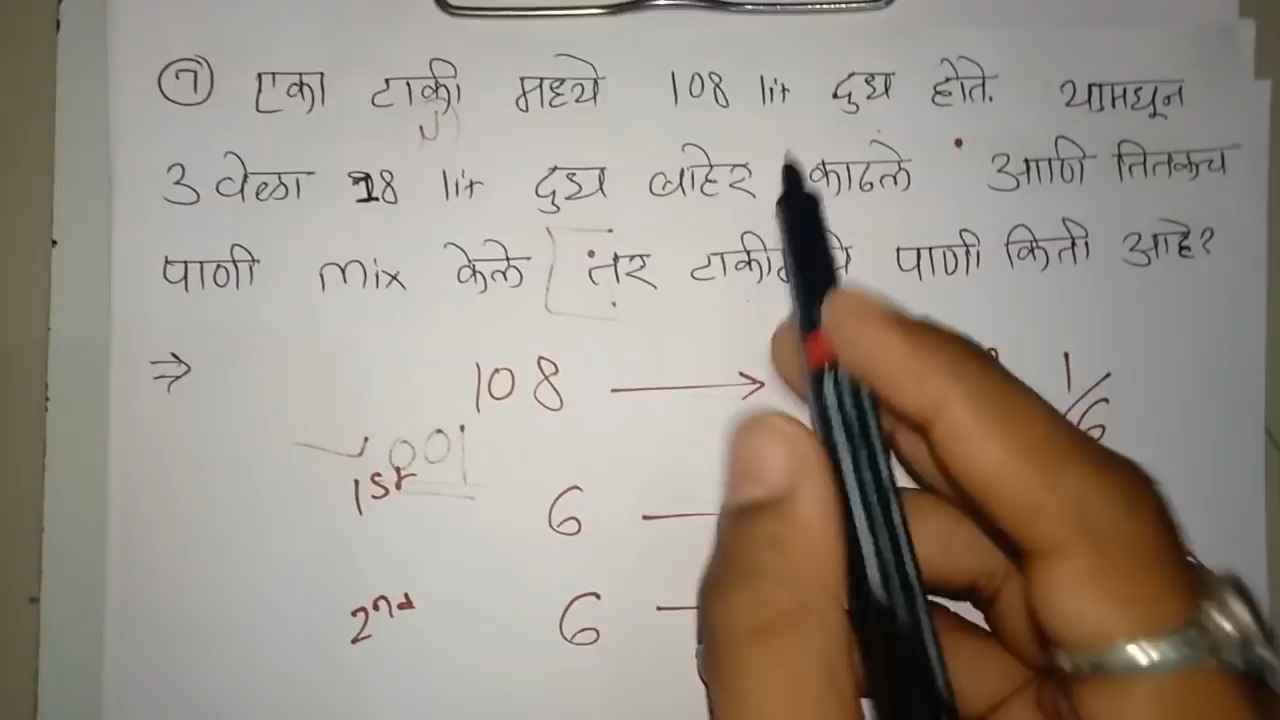 ७ एका टाकी मध्ये 108 lit दुध होते. यामधून
3 वेळा 18 lit दुध बाहेर काढले आणि तितकच
पाणी mix केले तर पाणी किती आहे?
⇒ 108 → 1/6
1st 6 —
2nd 6 —